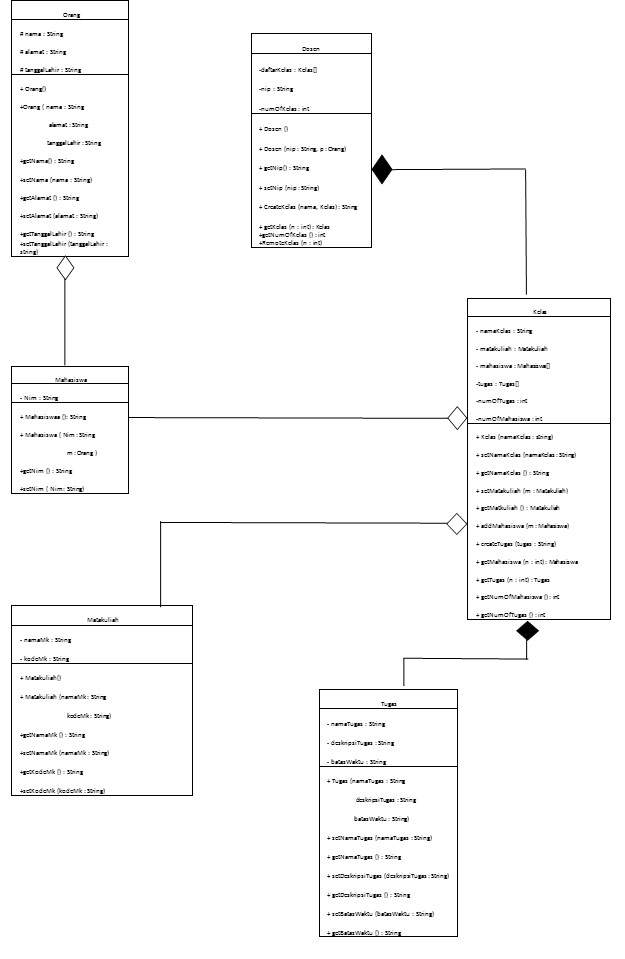 Orang
# nama : String
# alamat : String
# tanggalLahir : String
+ Orang()
+Orang ( nama : String
alamat : String
tanggalLahir : String
+getNama() : String
+setNama (nama : String)
+getAlamat () : String
+setAlamat (alamat : String)
+getTanggalLahir () : String
+setTanggalLahir (tanggalLahir :
string)
Dosen
-daftarKelas : Kelas[]
-nip : String
-numOfKelas : int
+ Dosen ()
+ Dosen (nip : String, p : Orang)
+ getNip() : String
+ setNip (nip : String)
+ CreateKelas (nama, Kelas) : String
+ getKelas (n : int) : Kelas
+getNumOfKelas () : int
+RemoteKelas (n : int)
Kelas
- namaKelas : String
- matakuliah : Matakuliah
- mahasiswa : Mahasiswa[]
-tugas : Tugas[]
-numOfTugas : int
-numOfMahasiswa : int
+ Kelas (namaKelas : string)
+ setNamaKelas (namaKelas : String)
+ getNamaKelas () : String
+ setMatakuliah (m : Matakuliah)
+ getMatkuliah () : Matakuliah
+ addMahasiswa (m : Mahasiswa)
+ createTugas (tugas : String)
+ getMahasiswa (n : int) : Mahasiswa
+ getTugas (n : int) : Tugas
+ getNumOfMahasiswa () : int
+ getNumOfTugas () : int
Mahasiswa
- Nim : String
+ Mahasiswaa () : String
+ Mahasiswa ( Nim : String
m : Orang )
+getNim () : String
+setNim ( Nim : String)
Matakuliah
- namaMk : String
- kodeMk : String
+ Matakuliah()
+ Matakuliah (namaMk : String
kodeMk : String)
+getNamaMk () : String
+setNamaMk (namaMk : String)
+getKodeMk () : String
+setKodeMk (kodeMk : String)
Tugas
- namaTugas : String
- deskripsiTugas : String
- batasWaktu : String
+ Tugas (namaTugas : String
deskripsiTugas : String
batasWaktu : String)
+ setNamaTugas (namaTugas : String)
+ getNamaTugas () : String
+ setDeskripsiTugas (deskripsiTugas : String)
+ getDeskripsiTugas () : String
+ setBatasWaktu (batasWaktu : String)
+ getBatasWaktu () : String